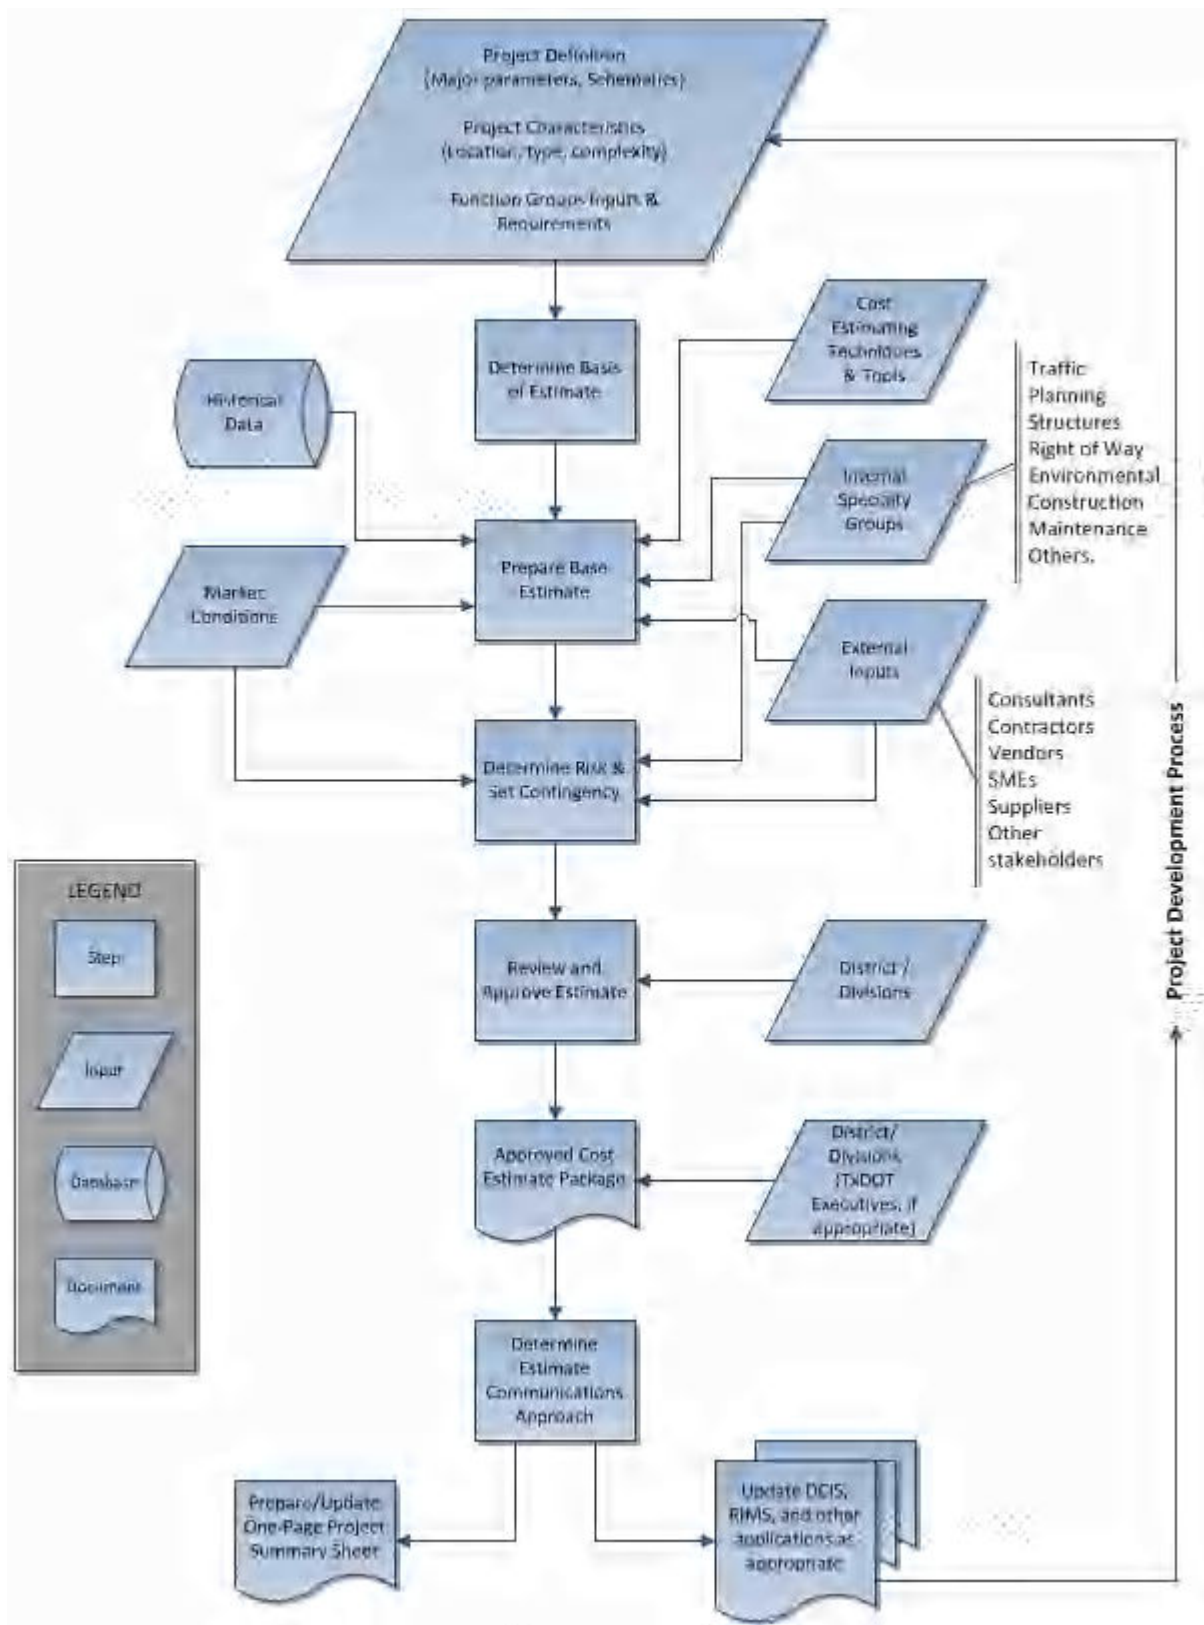 Project Definition
(Major parameters, Schematics)
Project Characteristics
(Location, type, complexity)
Function Groups Inputs &
Requirements
Cost
Estimating
Techniques
& Tools
Determine Basis
of Estimate
Historical
Data
Traffic
Planning
Structures
Right of Way
Environmental
Construction
Maintenance
Others.
Internal
Specialty
Groups
Prepare Base
Estimate
Market
Conditions
External
Inputs
Consultants
Contractors
Vendors
SMEs
Suppliers
Other
stakeholders
Determine Risk &
Set Contingency
Project Development Process
LEGEND
Step
Input
Database
Document
Review and
Approve Estimate
District /
Divisions
Approved Cost
Estimate Package
District/
Divisions
(TxDOT
Executives, if
appropriate)
Determine
Estimate
Communications
Approach
Prepare/Update
One-Page Project
Summary Sheet
Update DCIS,
RIMS, and other
applications as
appropriate